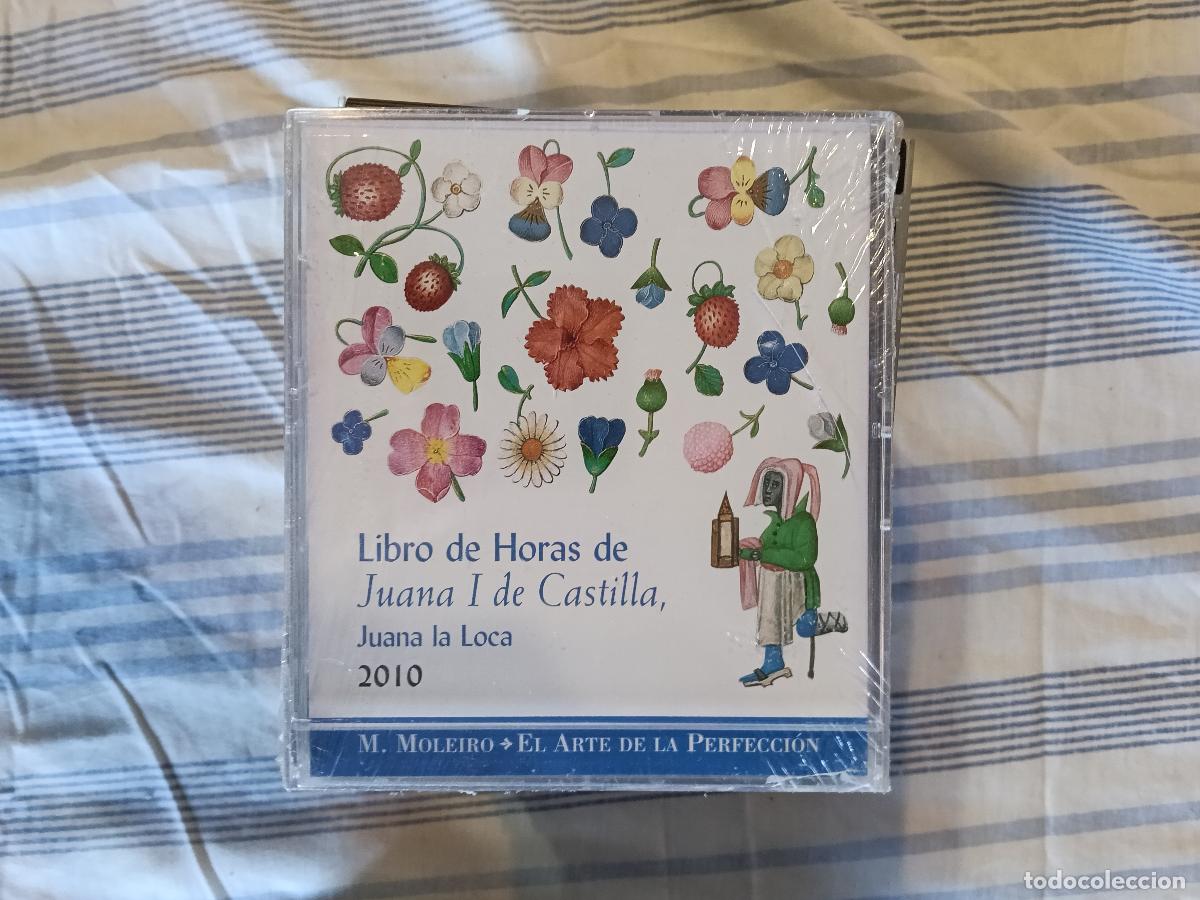 Libro de Horas de
Juana I de Castilla,
Juana la Loca
2010
M. Moleiro ✦ El Arte de la Perfección
todocoleccion